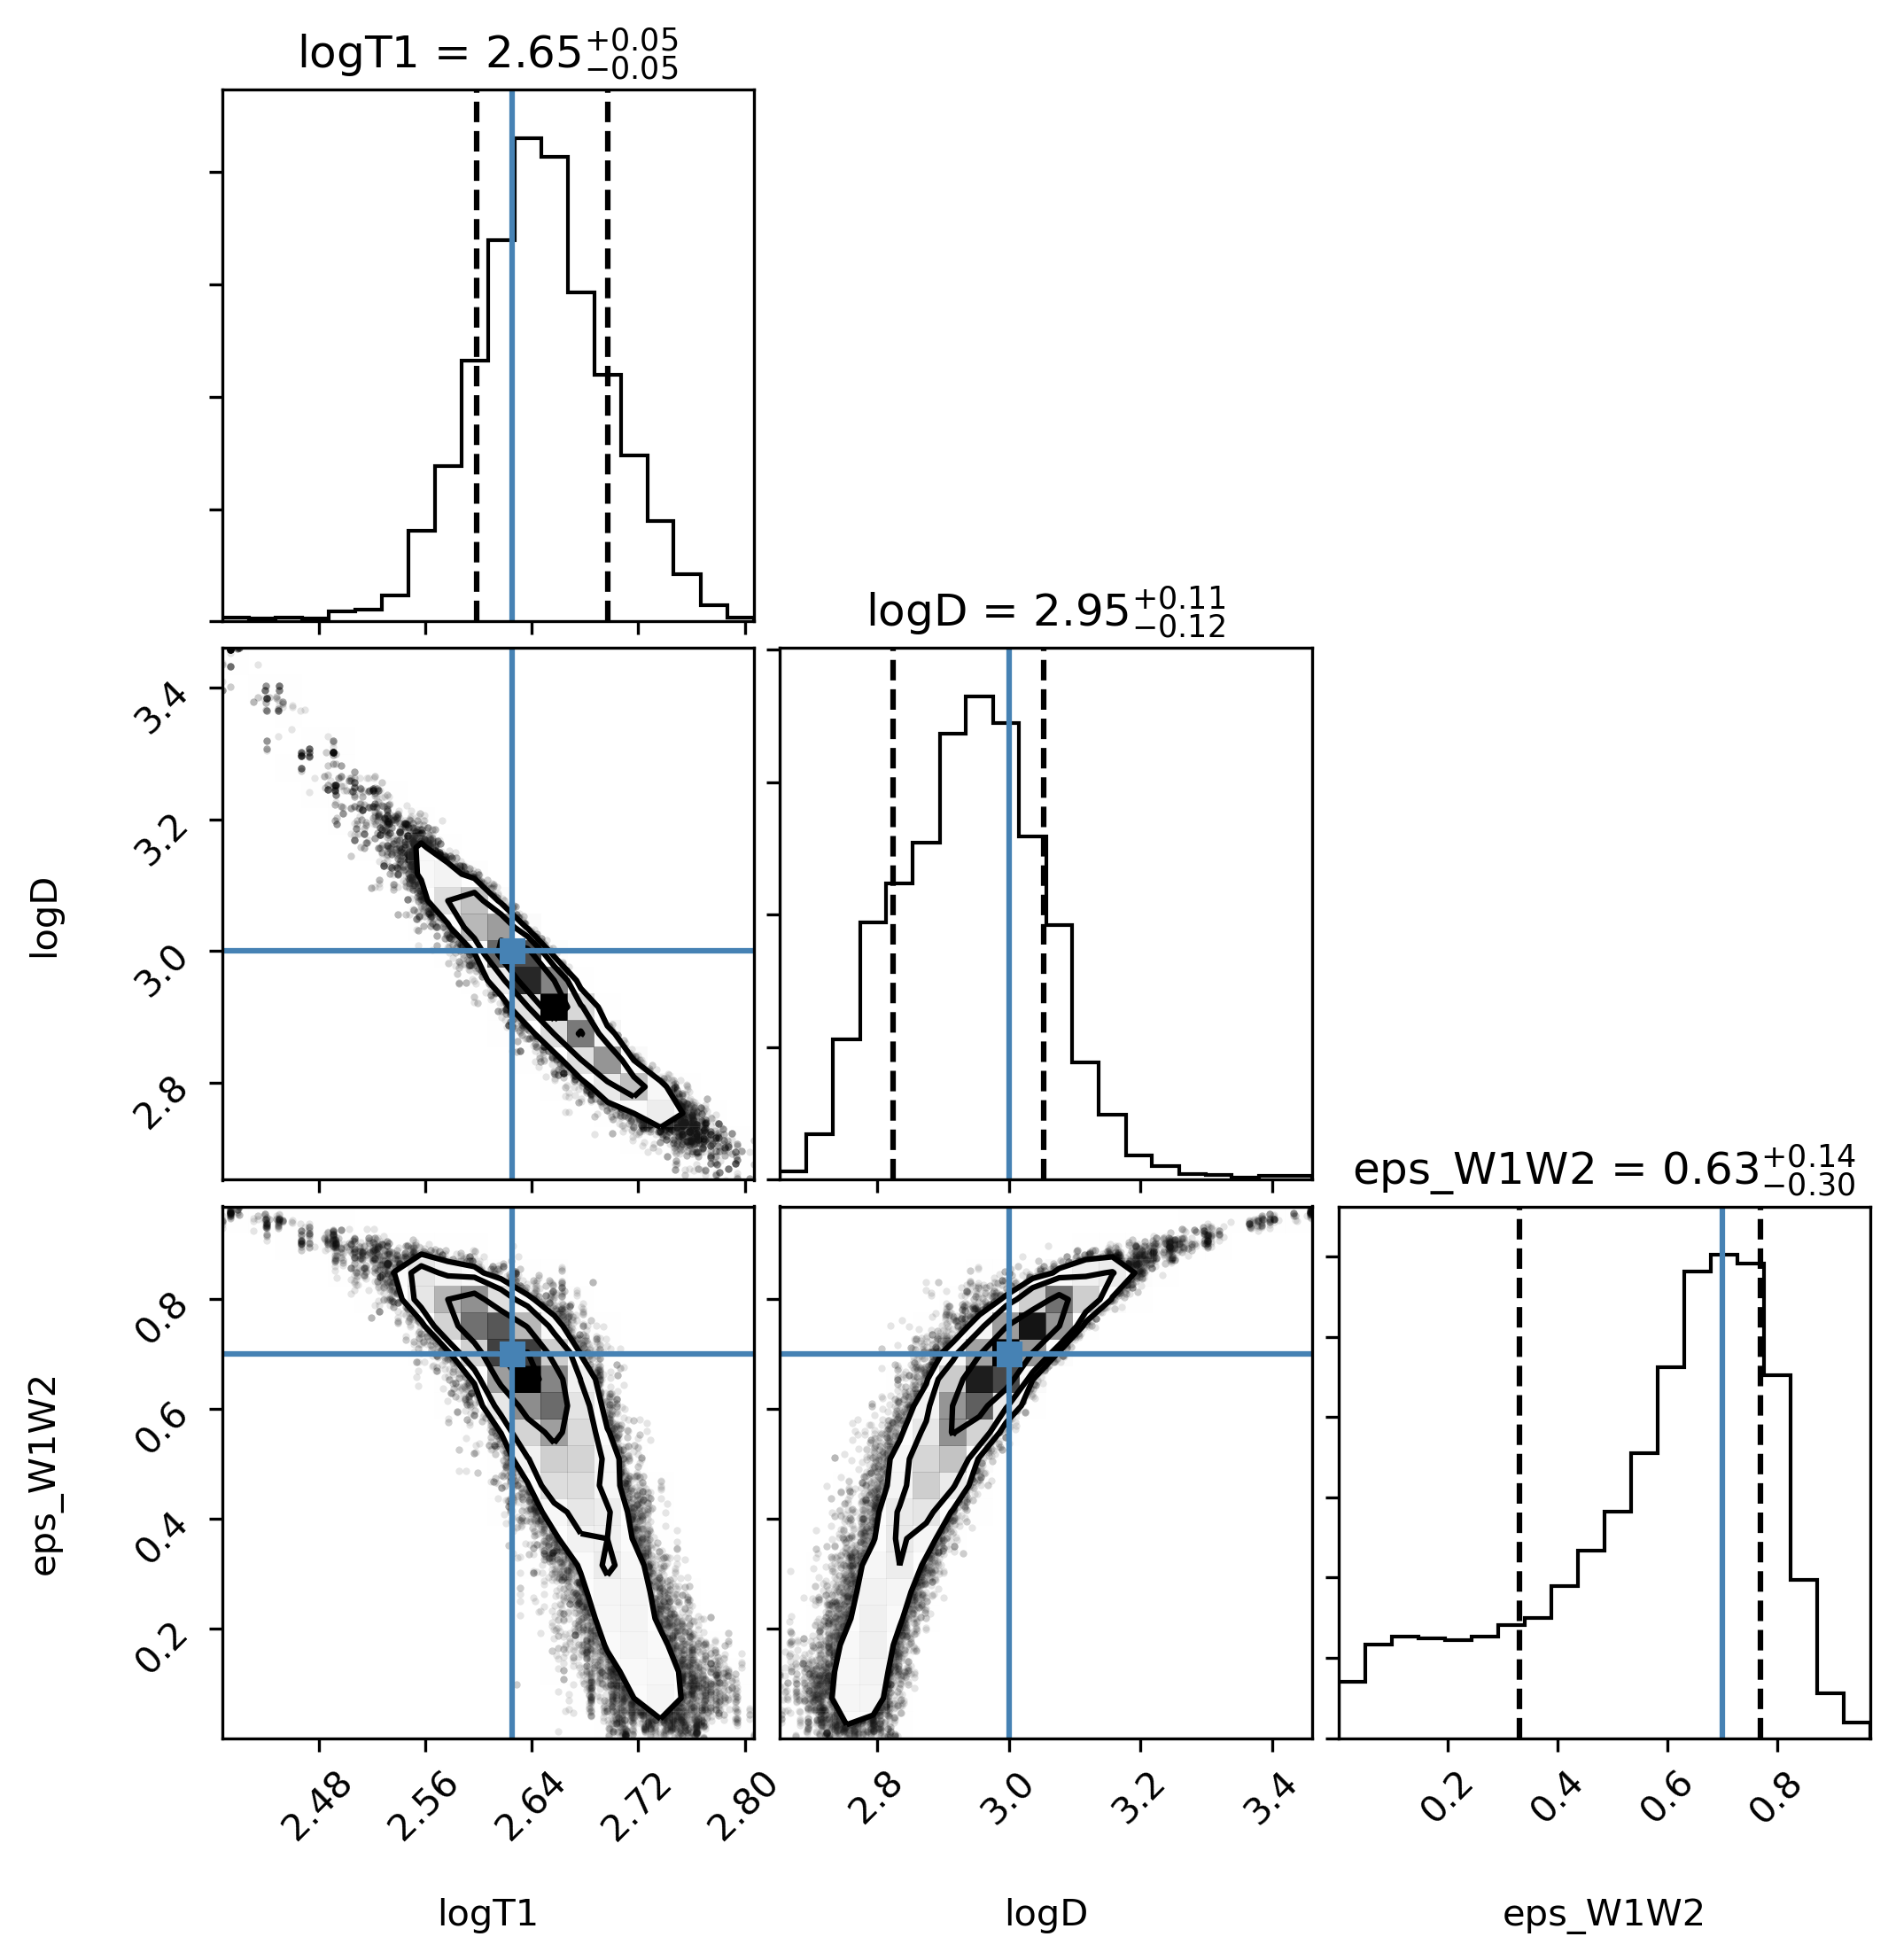 logT1 = 2.65 +0.05 −0.05
logD = 2.95 +0.11 −0.12
3.4
3.2
3.0
2.8
logD
eps_W1W2 = 0.63 +0.14 −0.30
0.8
0.6
0.4
0.2
eps_W1W2
2.48 2.56 2.64 2.72 2.80 2.8 3.0 3.2 3.4 0.2 0.4 0.6 0.8
logT1 logD eps_W1W2